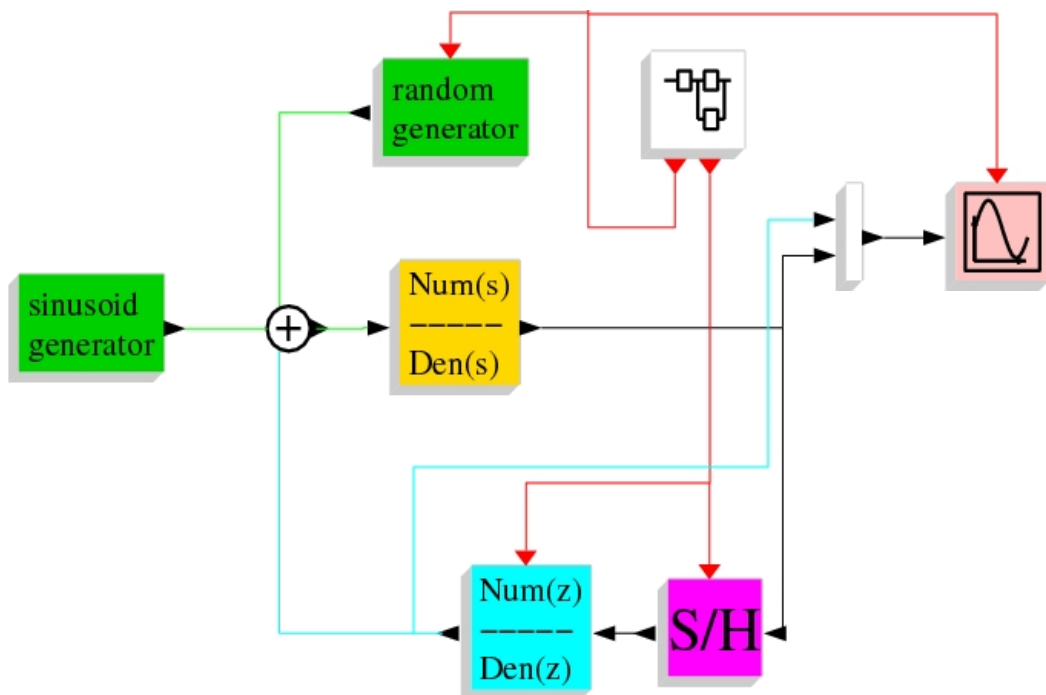 random
generator
sinusoid
generator
+
Num(s)
-----
Den(s)
Num(z)
-----
Den(z)
S/H